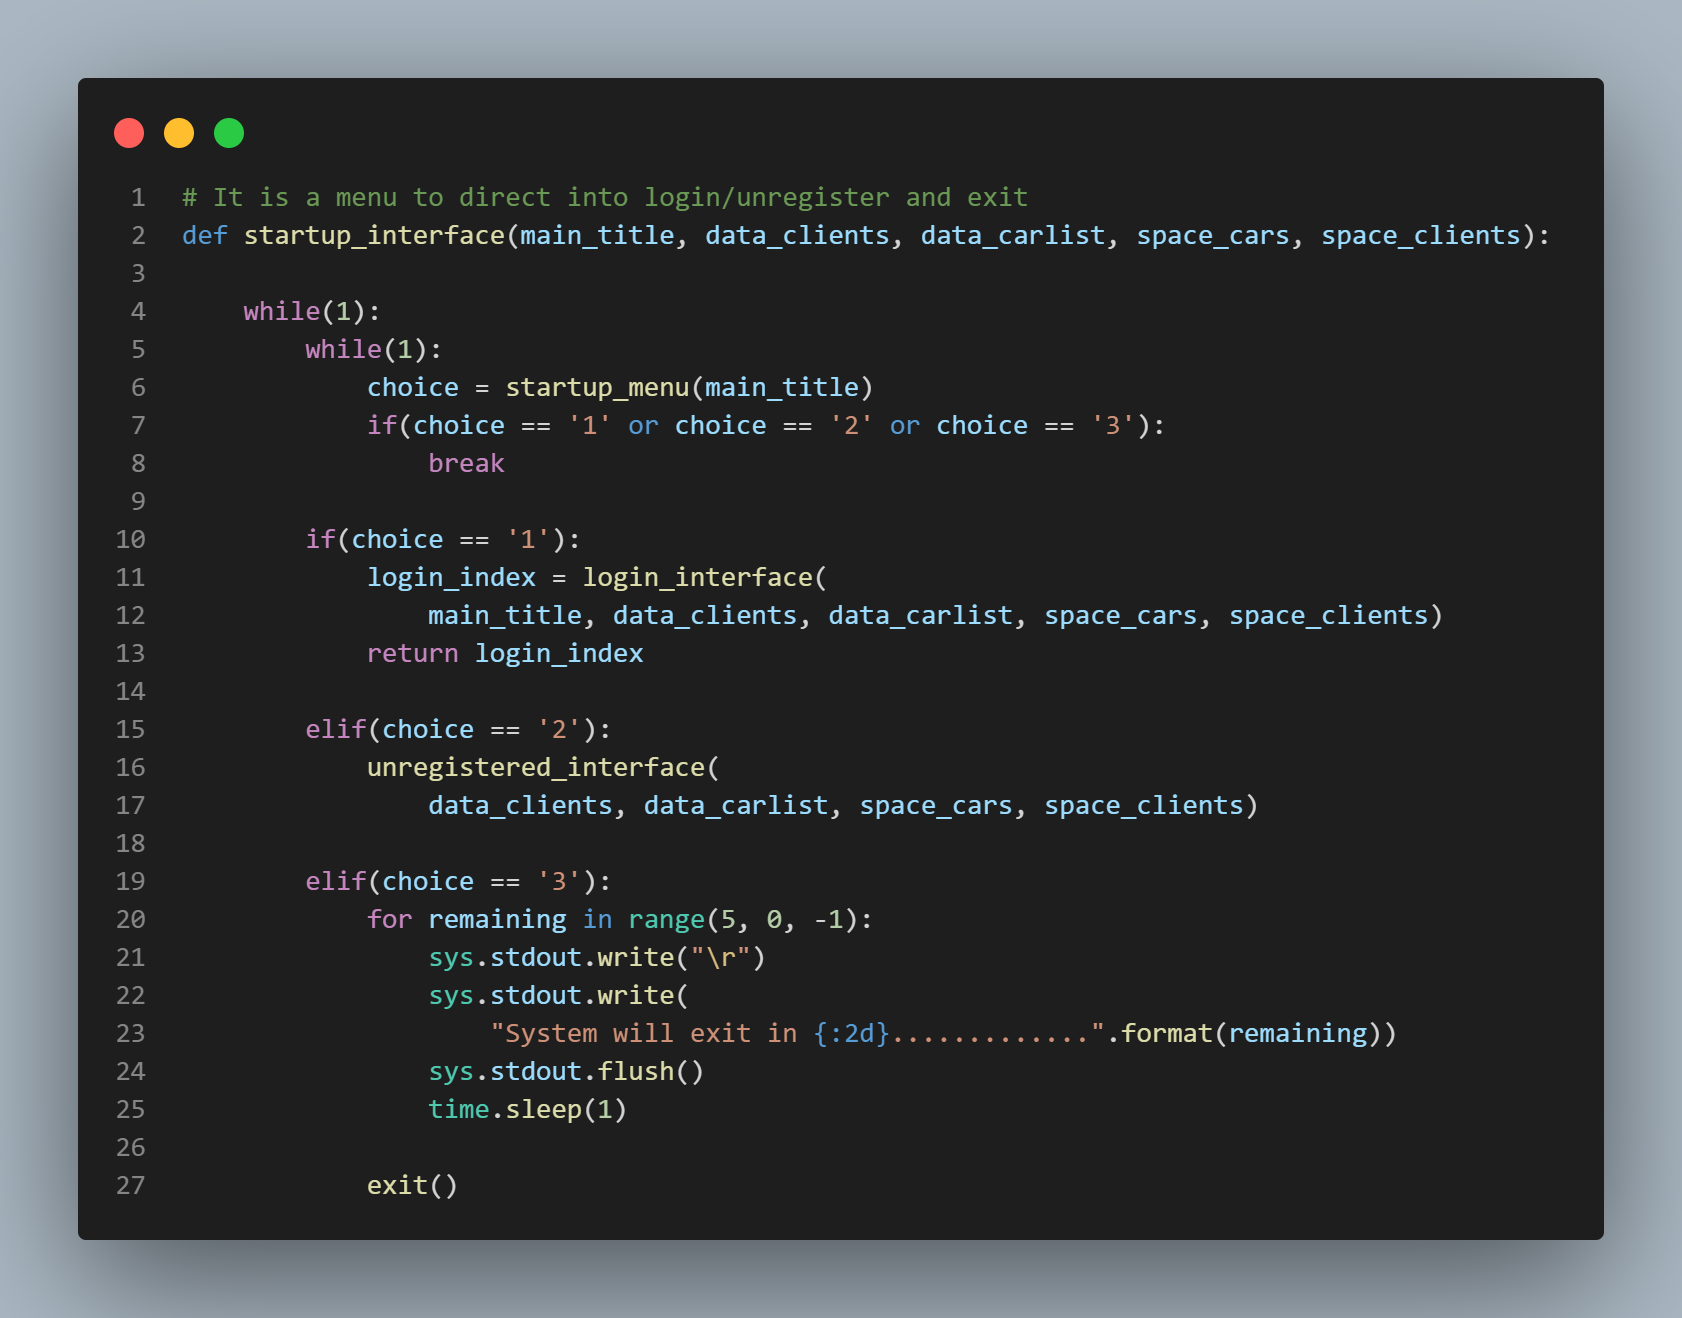 1 # It is a menu to direct into login/unregister and exit
2 def startup_interface(main_title, data_clients, data_carlist, space_cars, space_clients):
3
4     while(1):
5         while(1):
6             choice = startup_menu(main_title)
7             if(choice == '1' or choice == '2' or choice == '3'):
8                 break
9
10         if(choice == '1'):
11             login_index = login_interface(
12                 main_title, data_clients, data_carlist, space_cars, space_clients)
13             return login_index
14
15         elif(choice == '2'):
16             unregistered_interface(
17                 data_clients, data_carlist, space_cars, space_clients)
18
19         elif(choice == '3'):
20             for remaining in range(5, 0, -1):
21                 sys.stdout.write("\r")
22                 sys.stdout.write(
23                     "System will exit in {:2d}.............".format(remaining))
24                 sys.stdout.flush()
25                 time.sleep(1)
26
27             exit()